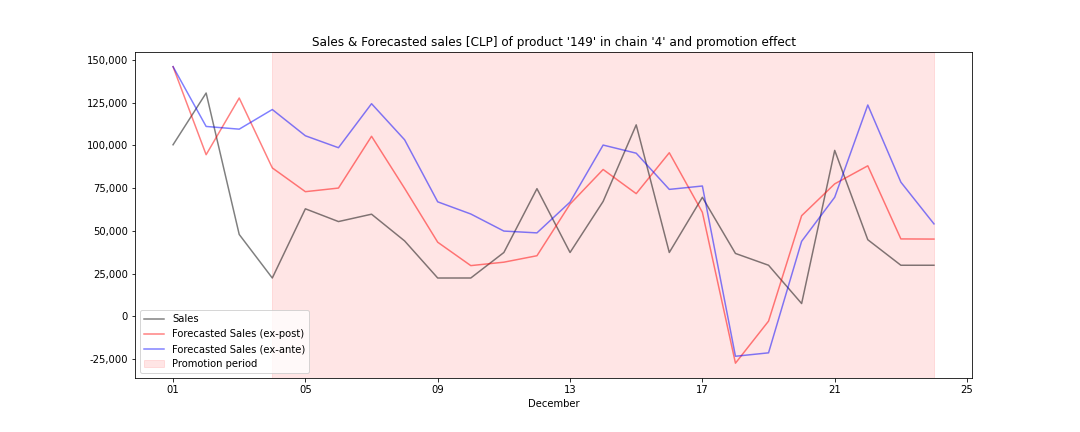 Sales & Forecasted sales [CLP] of product '149' in chain '4' and promotion effect
150,000
125,000
100,000
75,000
50,000
25,000
0
-25,000
Sales
Forecasted Sales (ex-post)
Forecasted Sales (ex-ante)
Promotion period
01 05 09 13 17 21 25
December